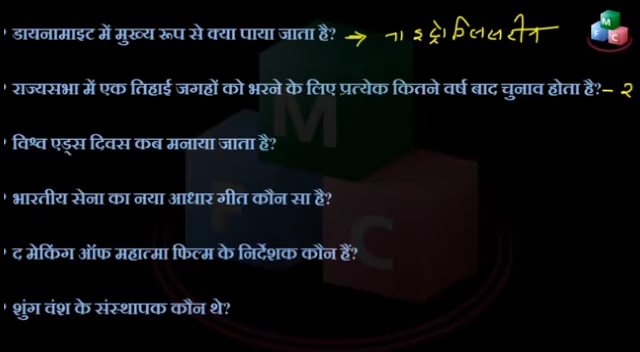 डायनामाइट में मुख्य रूप से क्या पाया जाता है? → नाइट्रोग्लिसरीन
राज्यसभा में एक तिहाई जगहों को भरने के लिए प्रत्येक कितने वर्ष बाद चुनाव होता है? – २
विश्व एड्स दिवस कब मनाया जाता है?
भारतीय सेना का नया आधार गीत कौन सा है?
द मेकिंग ऑफ महात्मा फिल्म के निर्देशक कौन हैं?
शुंग वंश के संस्थापक कौन थे?
M
F
C
M
F
C